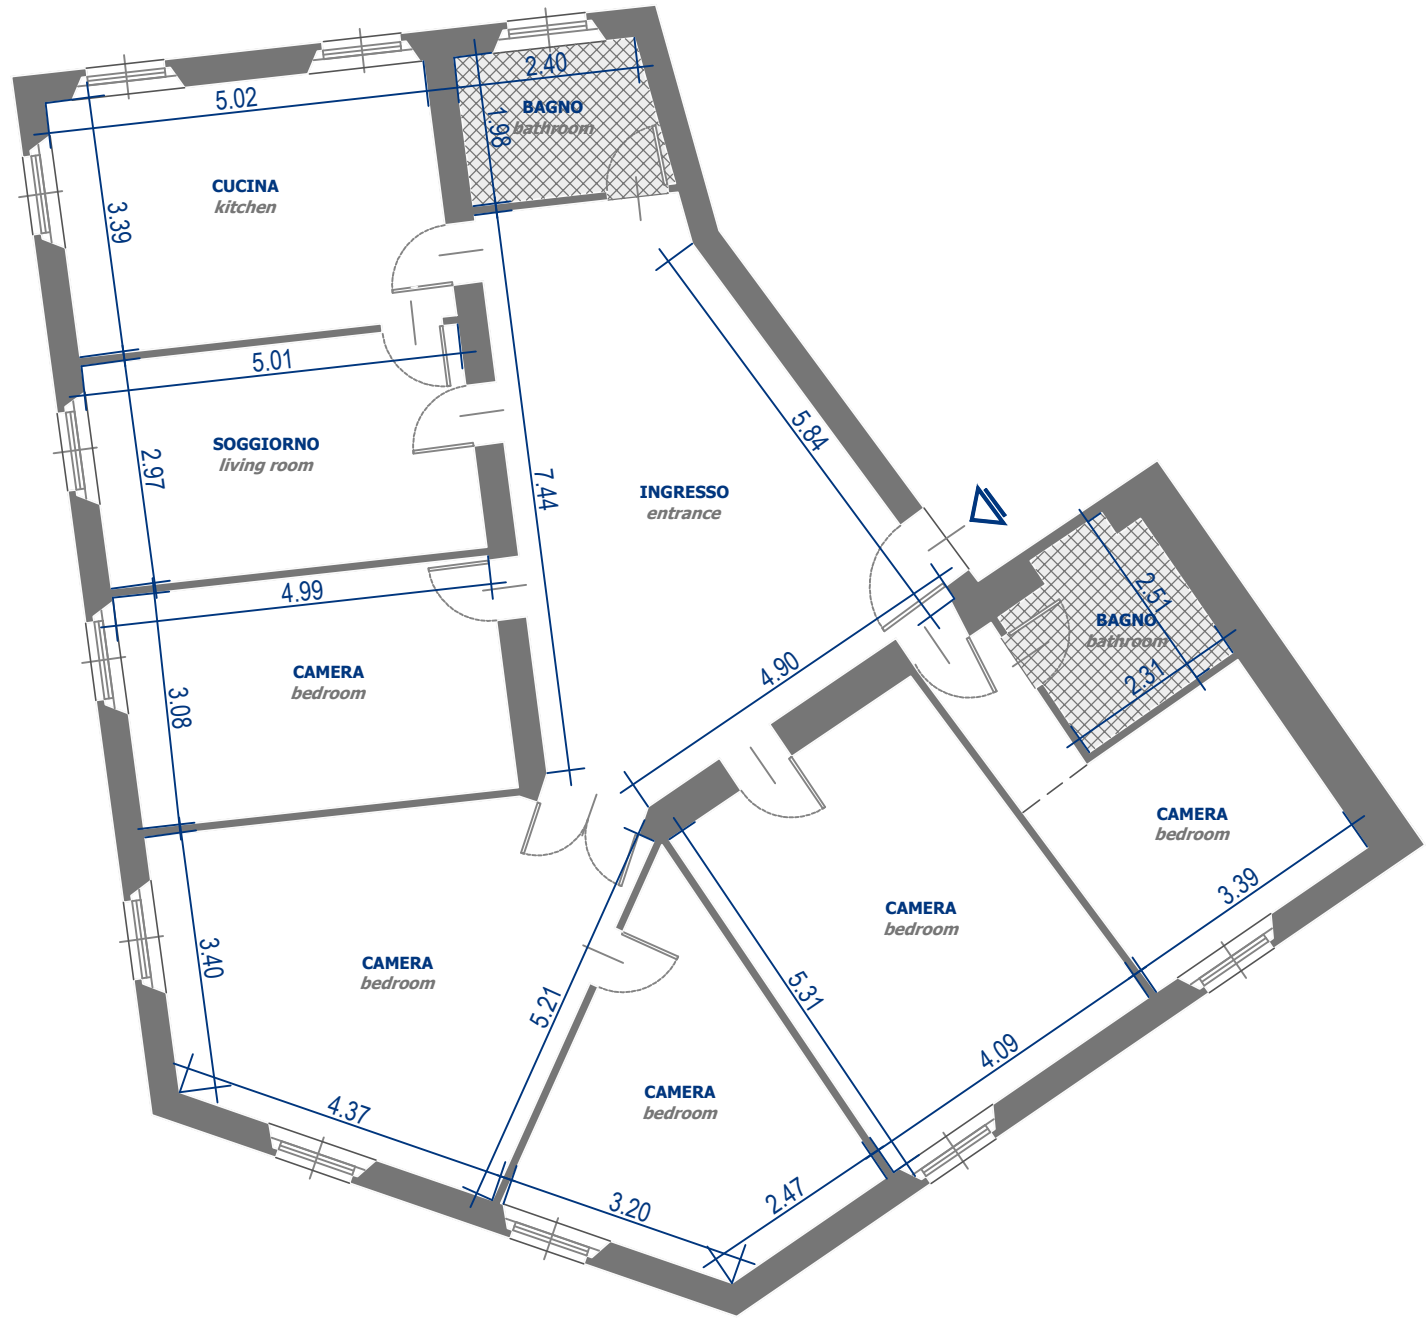 2.40
5.02
BAGNO
bathroom
1.98
CUCINA
kitchen
3.39
5.01
SOGGIORNO
living room
2.97
5.84
7.44
INGRESSO
entrance
4.99
2.51
BAGNO
bathroom
2.31
CAMERA
bedroom
3.08
4.90
CAMERA
bedroom
3.39
CAMERA
bedroom
3.40
CAMERA
bedroom
5.21
5.31
4.09
4.37
CAMERA
bedroom
3.20
2.47